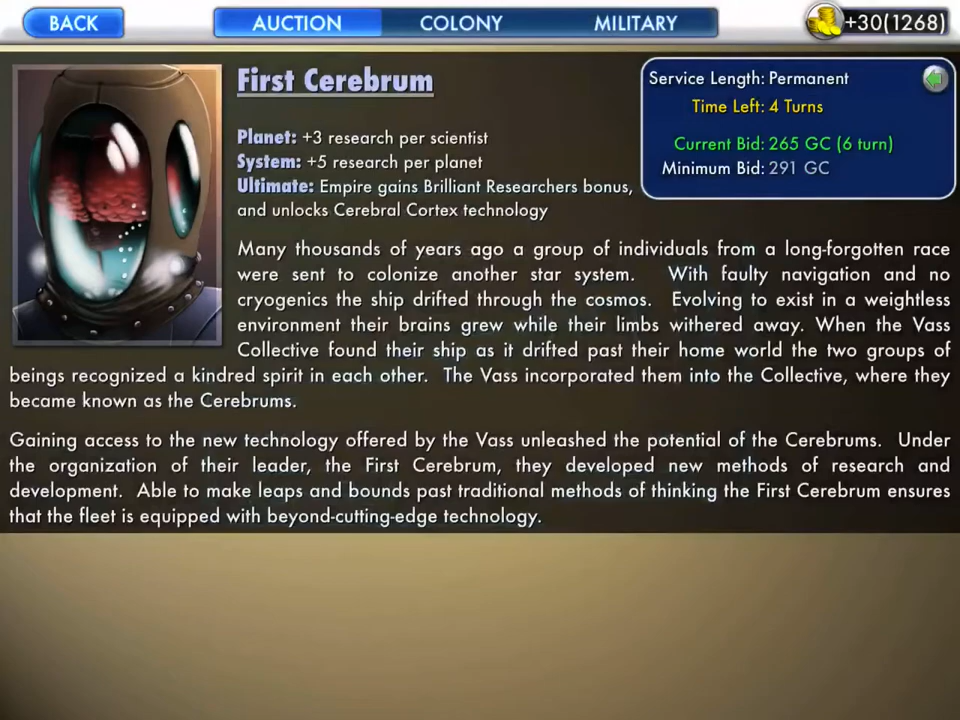 BACK
AUCTION
COLONY
MILITARY
+30(1268)
First Cerebrum
Service Length: Permanent
Time Left: 4 Turns
Current Bid: 265 GC (6 turn)
Minimum Bid: 291 GC
Planet: +3 research per scientist
System: +5 research per planet
Ultimate: Empire gains Brilliant Researchers bonus,
and unlocks Cerebral Cortex technology
Many thousands of years ago a group of individuals from a long-forgotten race
were sent to colonize another star system. With faulty navigation and no
cryogenics the ship drifted through the cosmos. Evolving to exist in a weightless
environment their brains grew while their limbs withered away. When the Vass
Collective found their ship as it drifted past their home world the two groups of
beings recognized a kindred spirit in each other. The Vass incorporated them into the Collective, where they
became known as the Cerebrums.
Gaining access to the new technology offered by the Vass unleashed the potential of the Cerebrums. Under
the organization of their leader, the First Cerebrum, they developed new methods of research and
development. Able to make leaps and bounds past traditional methods of thinking the First Cerebrum ensures
that the fleet is equipped with beyond-cutting-edge technology.